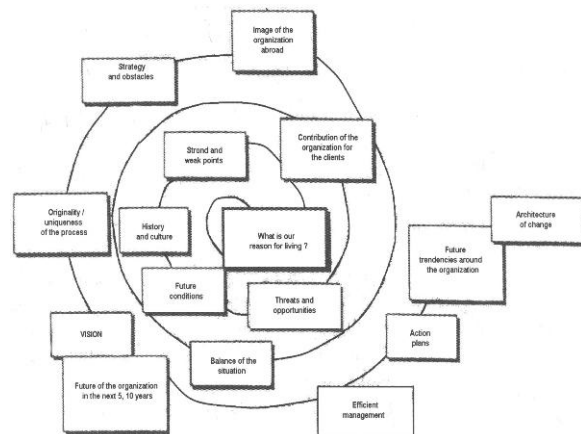 Image of the
organization
abroad
Strategy
and obstacles
Strond and
weak points
Contribution of the
organization for
the clients
Originality /
uniqueness
of the process
History
and culture
What is our
reason for living ?
Architecture
of change
Future
trendencies around
the organization
Future
conditions
Threats and
opportunities
VISION
Action
plans
Balance of the
situation
Future of the organization
in the next 5, 10 years
Efficient
management